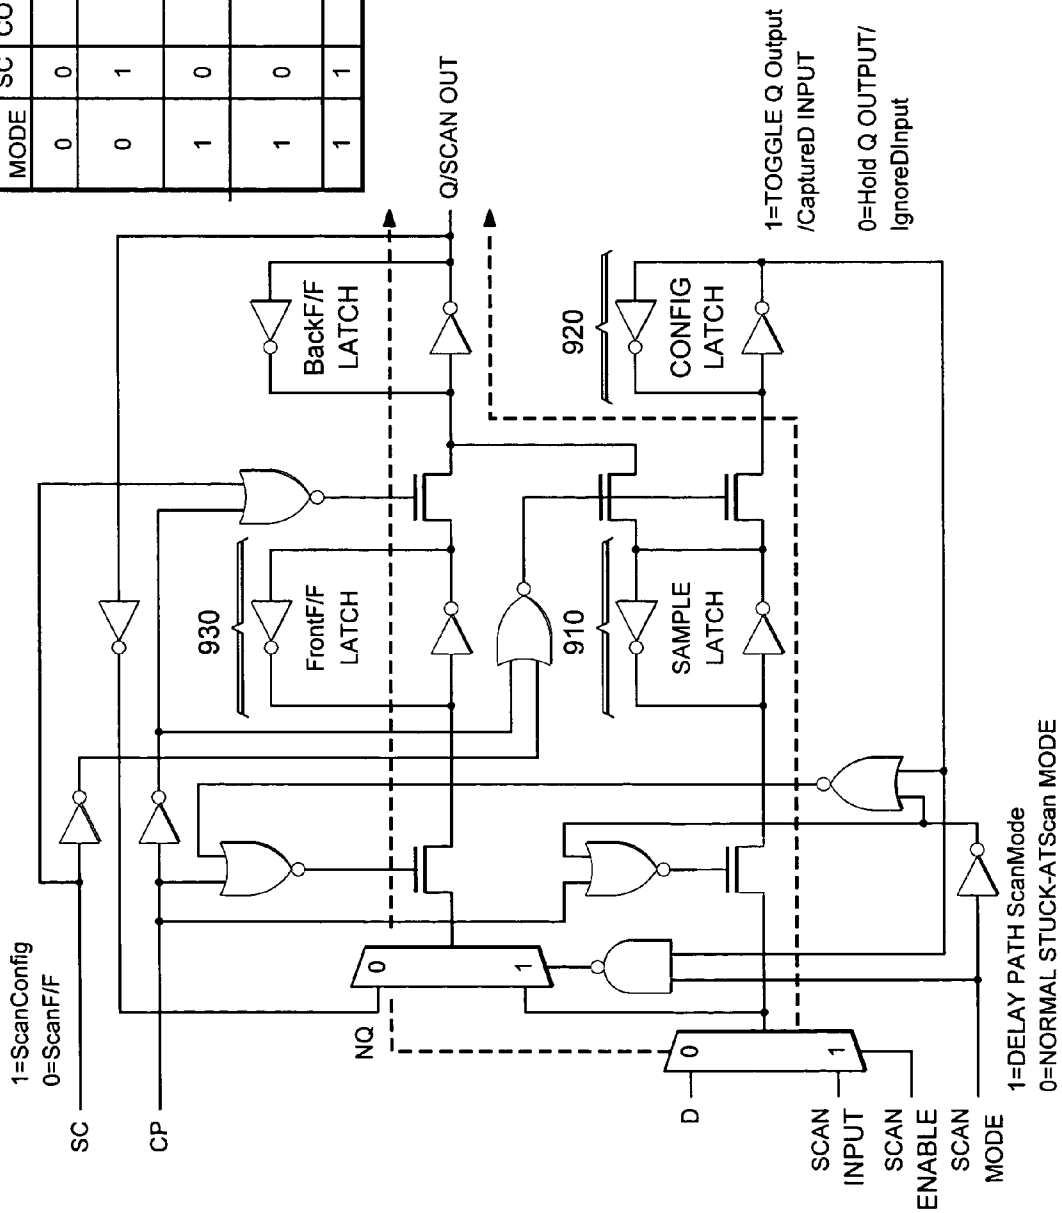 MODE SC CO
0 0
0 1
1 0
1 0
1 1
1=ScanConfig
0=ScanF/F
SC
CP
930
FrontF/F
LATCH
BackF/F
LATCH
Q/SCAN OUT
NQ
0
1
910
SAMPLE
LATCH
920
CONFIG
LATCH
1=TOGGLE Q Output
/CaptureD INPUT
0=Hold Q OUTPUT/
IgnoreDInput
D
0
1
SCAN
INPUT
SCAN
ENABLE
SCAN
MODE
1=DELAY PATH ScanMode
0=NORMAL STUCK-ATScan MODE